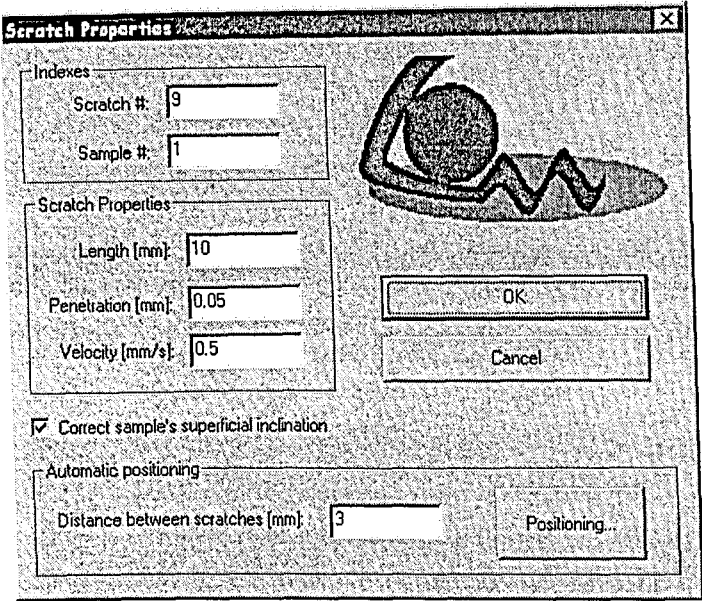 Scratch Properties
Indexes
Scratch #: 9
Sample #: 1
Scratch Properties
Length [mm]: 10
Penetration [mm]: 0.05
Velocity [mm/s]: 0.5
OK
Cancel
Correct sample's superficial inclination
Automatic positioning
Distance between scratches [mm]: 3
Positioning...